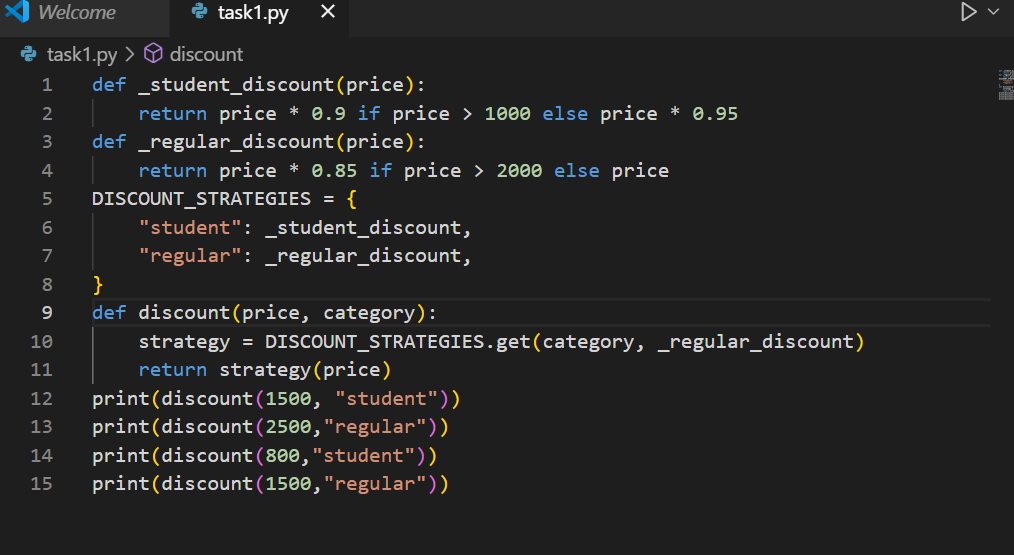 Welcome task1.py ×
task1.py > discount
1 def _student_discount(price):
2     return price * 0.9 if price > 1000 else price * 0.95
3 def _regular_discount(price):
4     return price * 0.85 if price > 2000 else price
5 DISCOUNT_STRATEGIES = {
6     "student": _student_discount,
7     "regular": _regular_discount,
8 }
9 def discount(price, category):
10     strategy = DISCOUNT_STRATEGIES.get(category, _regular_discount)
11     return strategy(price)
12 print(discount(1500, "student"))
13 print(discount(2500,"regular"))
14 print(discount(800,"student"))
15 print(discount(1500,"regular"))